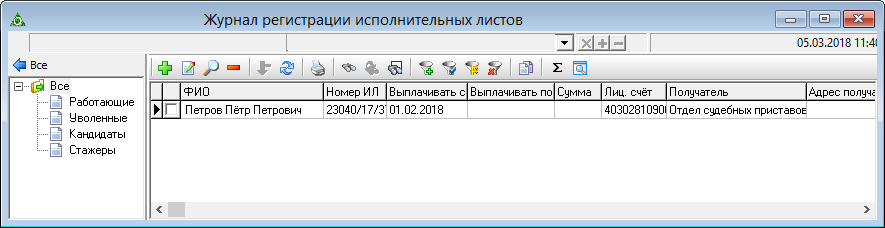 Журнал регистрации исполнительных листов
05.03.2018 11:40
Все
Все
Работающие
Уволенные
Кандидаты
Стажеры
ФИО Номер ИЛ Выплачивать с Выплачивать по Сумма Лиц. счёт Получатель Адрес получа
Петров Пётр Петрович 23040/17/37 01.02.2018 40302810900 Отдел судебных приставов